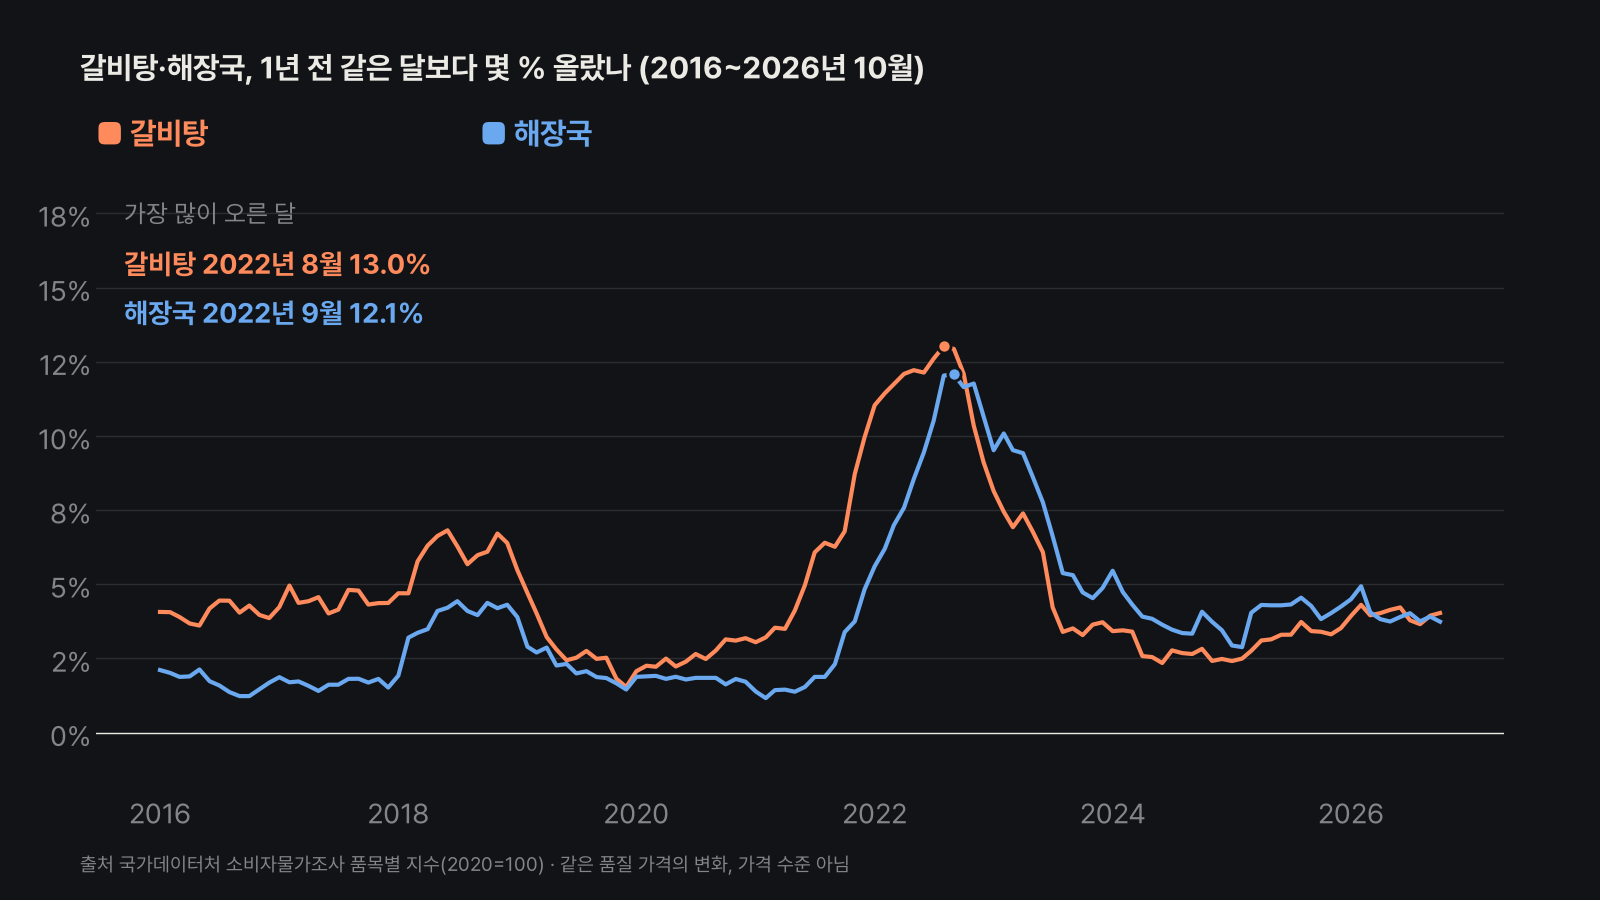 갈비탕·해장국, 1년 전 같은 달보다 몇 % 올랐나 (2016~2026년 10월)
갈비탕
해장국
가장 많이 오른 달
갈비탕 2022년 8월 13.0%
해장국 2022년 9월 12.1%
18%
15%
12%
10%
8%
5%
2%
0%
2016 2018 2020 2022 2024 2026
출처 국가데이터처 소비자물가조사 품목별 지수(2020=100) · 같은 품질 가격의 변화, 가격 수준 아님